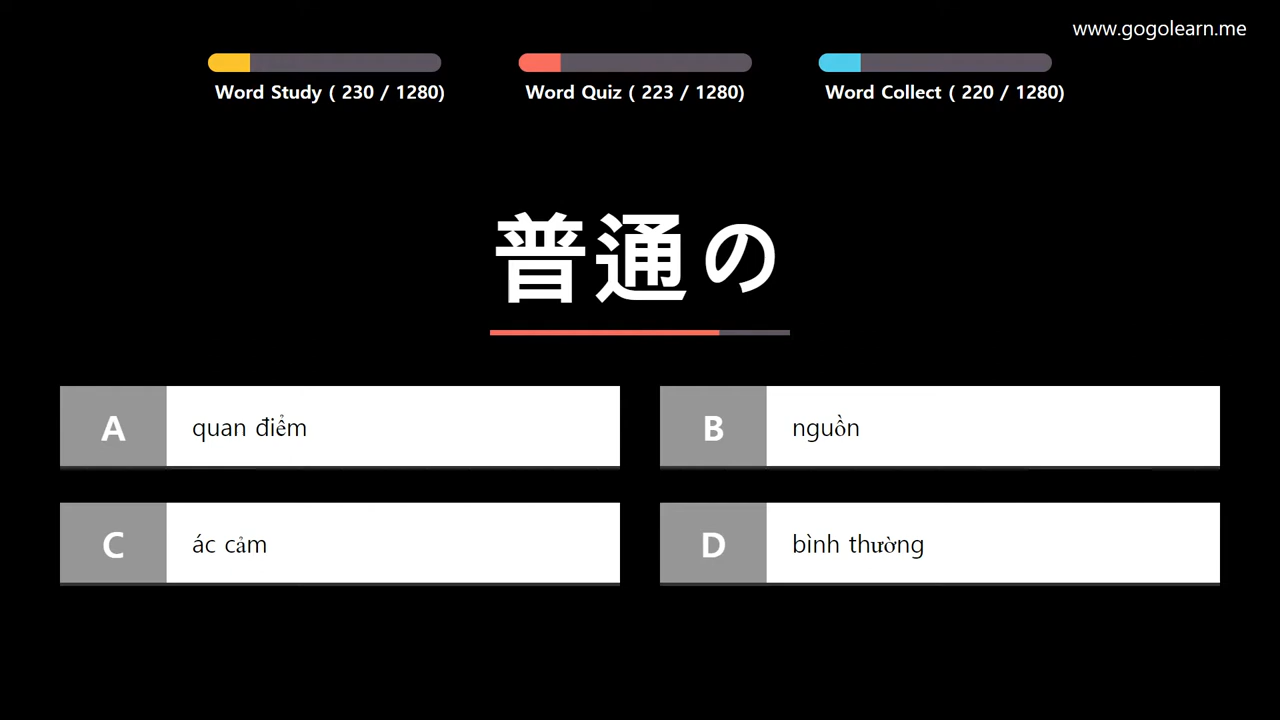 www.gogolearn.me
Word Study ( 230 / 1280)
Word Quiz ( 223 / 1280)
Word Collect ( 220 / 1280)
普通の
A quan điểm
B nguồn
C ác cảm
D bình thường